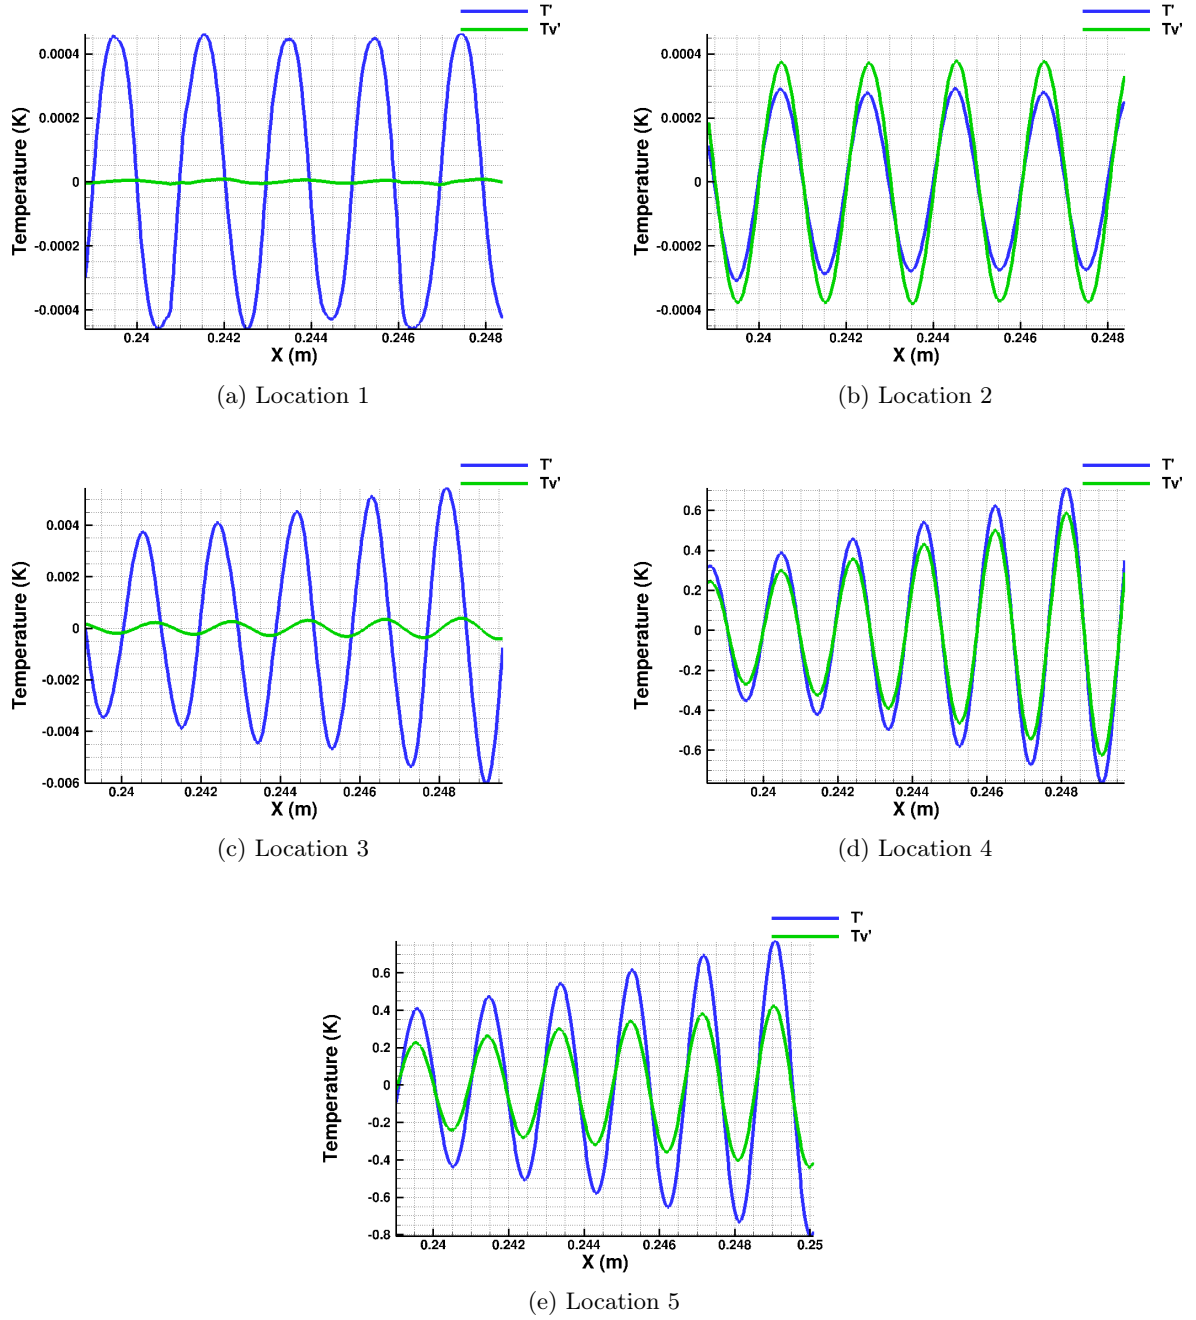 T'
Tv'
Temperature (K)
0.0004
0.0002
0
-0.0002
-0.0004
0.24 0.242 0.244 0.246 0.248
X (m)
(a) Location 1
T'
Tv'
Temperature (K)
0.0004
0.0002
0
-0.0002
-0.0004
0.24 0.242 0.244 0.246 0.248
X (m)
(b) Location 2
T'
Tv'
Temperature (K)
0.004
0.002
0
-0.002
-0.004
-0.006
0.24 0.242 0.244 0.246 0.248
X (m)
(c) Location 3
T'
Tv'
Temperature (K)
0.6
0.4
0.2
0
-0.2
-0.4
-0.6
0.24 0.242 0.244 0.246 0.248
X (m)
(d) Location 4
T'
Tv'
Temperature (K)
0.6
0.4
0.2
0
-0.2
-0.4
-0.6
-0.8
0.24 0.242 0.244 0.246 0.248 0.25
X (m)
(e) Location 5